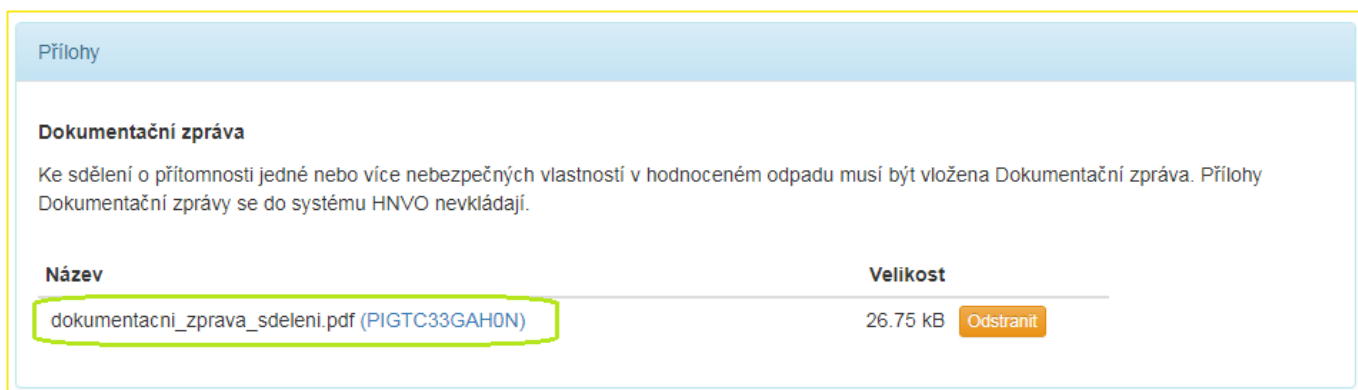 Přílohy
Dokumentační zpráva
Ke sdělení o přítomnosti jedné nebo více nebezpečných vlastností v hodnoceném odpadu musí být vložena Dokumentační zpráva. Přílohy
Dokumentační zprávy se do systému HNVO nevkládají.
Název Velikost
dokumentacni_zprava_sdeleni.pdf (PIGTC33GAH0N) 26.75 kB Odstranit